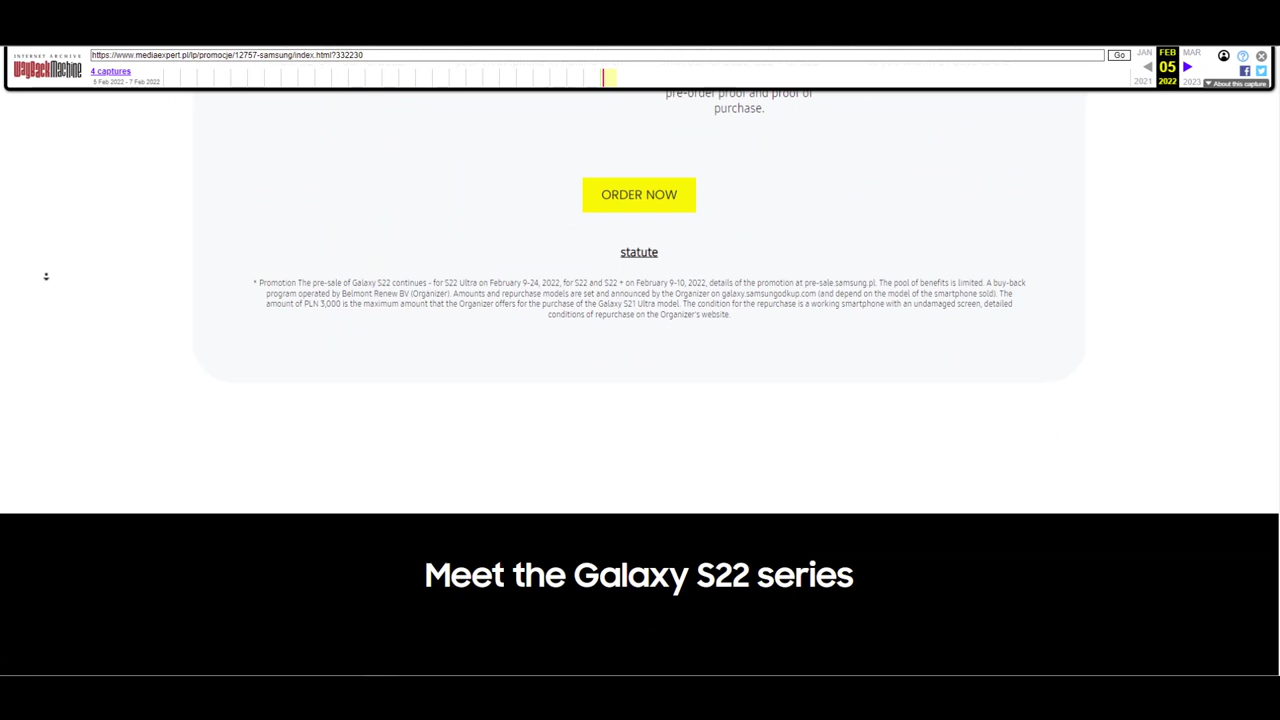 INTERNET ARCHIVE
WayBackMachine
https://www.mediaexpert.pl/lp/promocje/12757-samsung/index.html?332230
Go
JAN
FEB
MAR
4 captures
05
5 Feb 2022 - 7 Feb 2022
2021
2022
2023
About this capture
pre-order proof and proof of
purchase.
ORDER NOW
statute
* Promotion The pre-sale of Galaxy S22 continues - for S22 Ultra on February 9-24, 2022, for S22 and S22 + on February 9-10, 2022, details of the promotion at pre-sale.samsung.pl. The pool of benefits is limited. A buy-back
program operated by Belmont Renew BV (Organizer). Amounts and repurchase models are set and announced by the Organizer on galaxy.samsungodkup.com (and depend on the model of the smartphone sold). The
amount of PLN 3,000 is the maximum amount that the Organizer offers for the purchase of the Galaxy S21 Ultra model. The condition for the repurchase is a working smartphone with an undamaged screen, detailed
conditions of repurchase on the Organizer's website.
Meet the Galaxy S22 series